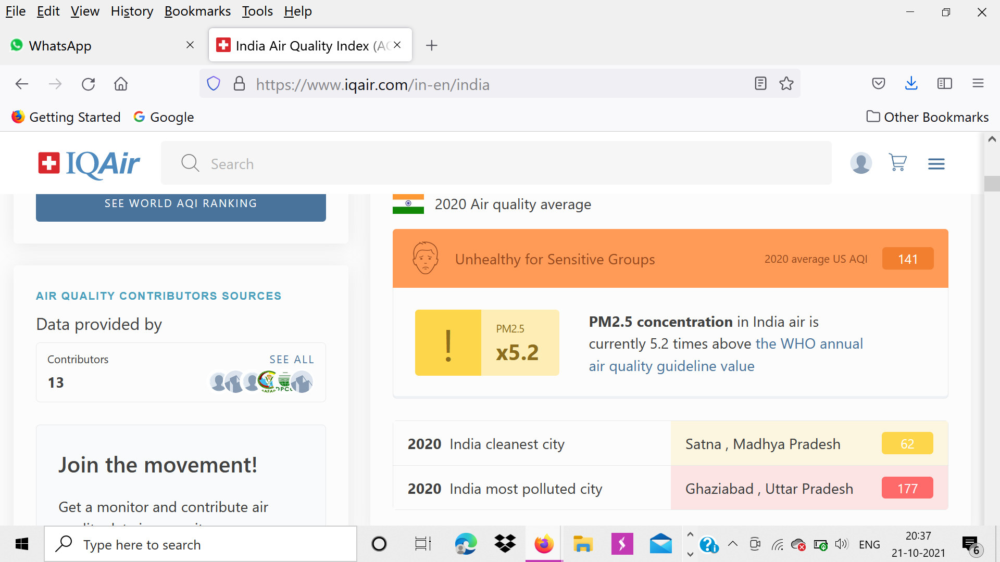 File Edit View History Bookmarks Tools Help
WhatsApp
India Air Quality Index (AQ
https://www.iqair.com/in-en/india
Getting Started
Google
Other Bookmarks
IQAir
Search
SEE WORLD AQI RANKING
2020 Air quality average
Unhealthy for Sensitive Groups
2020 average US AQI
141
AIR QUALITY CONTRIBUTORS SOURCES
Data provided by
Contributors
SEE ALL
13
SAFAR
DPCC
!
PM2.5
x5.2
PM2.5 concentration in India air is
currently 5.2 times above the WHO annual
air quality guideline value
2020 India cleanest city
Satna , Madhya Pradesh
62
2020 India most polluted city
Ghaziabad , Uttar Pradesh
177
Join the movement!
Get a monitor and contribute air
Type here to search
ENG
20:37
21-10-2021
6